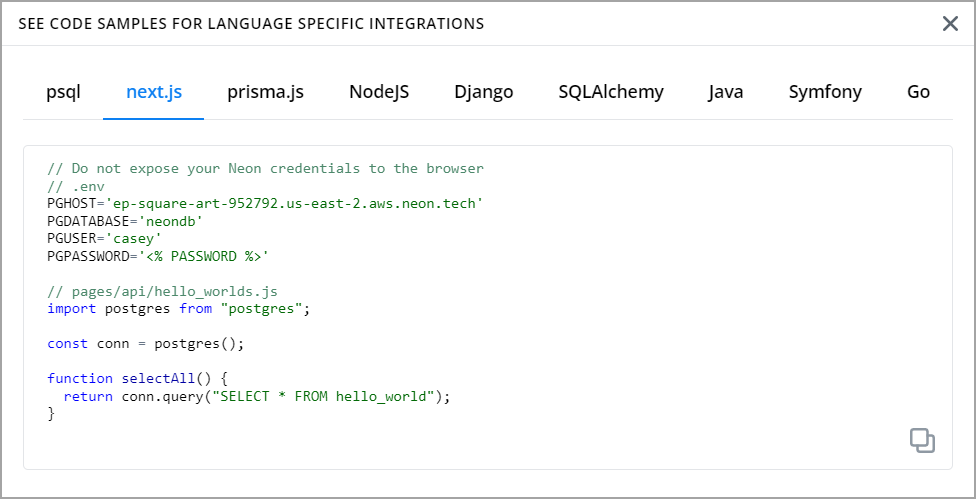 SEE CODE SAMPLES FOR LANGUAGE SPECIFIC INTEGRATIONS
psql next.js prisma.js NodeJS Django SQLAlchemy Java Symfony Go
// Do not expose your Neon credentials to the browser
// .env
PGHOST='ep-square-art-952792.us-east-2.aws.neon.tech'
PGDATABASE='neondb'
PGUSER='casey'
PGPASSWORD='<% PASSWORD %>'
// pages/api/hello_worlds.js
import postgres from "postgres";
const conn = postgres();
function selectAll() {
  return conn.query("SELECT * FROM hello_world");
}